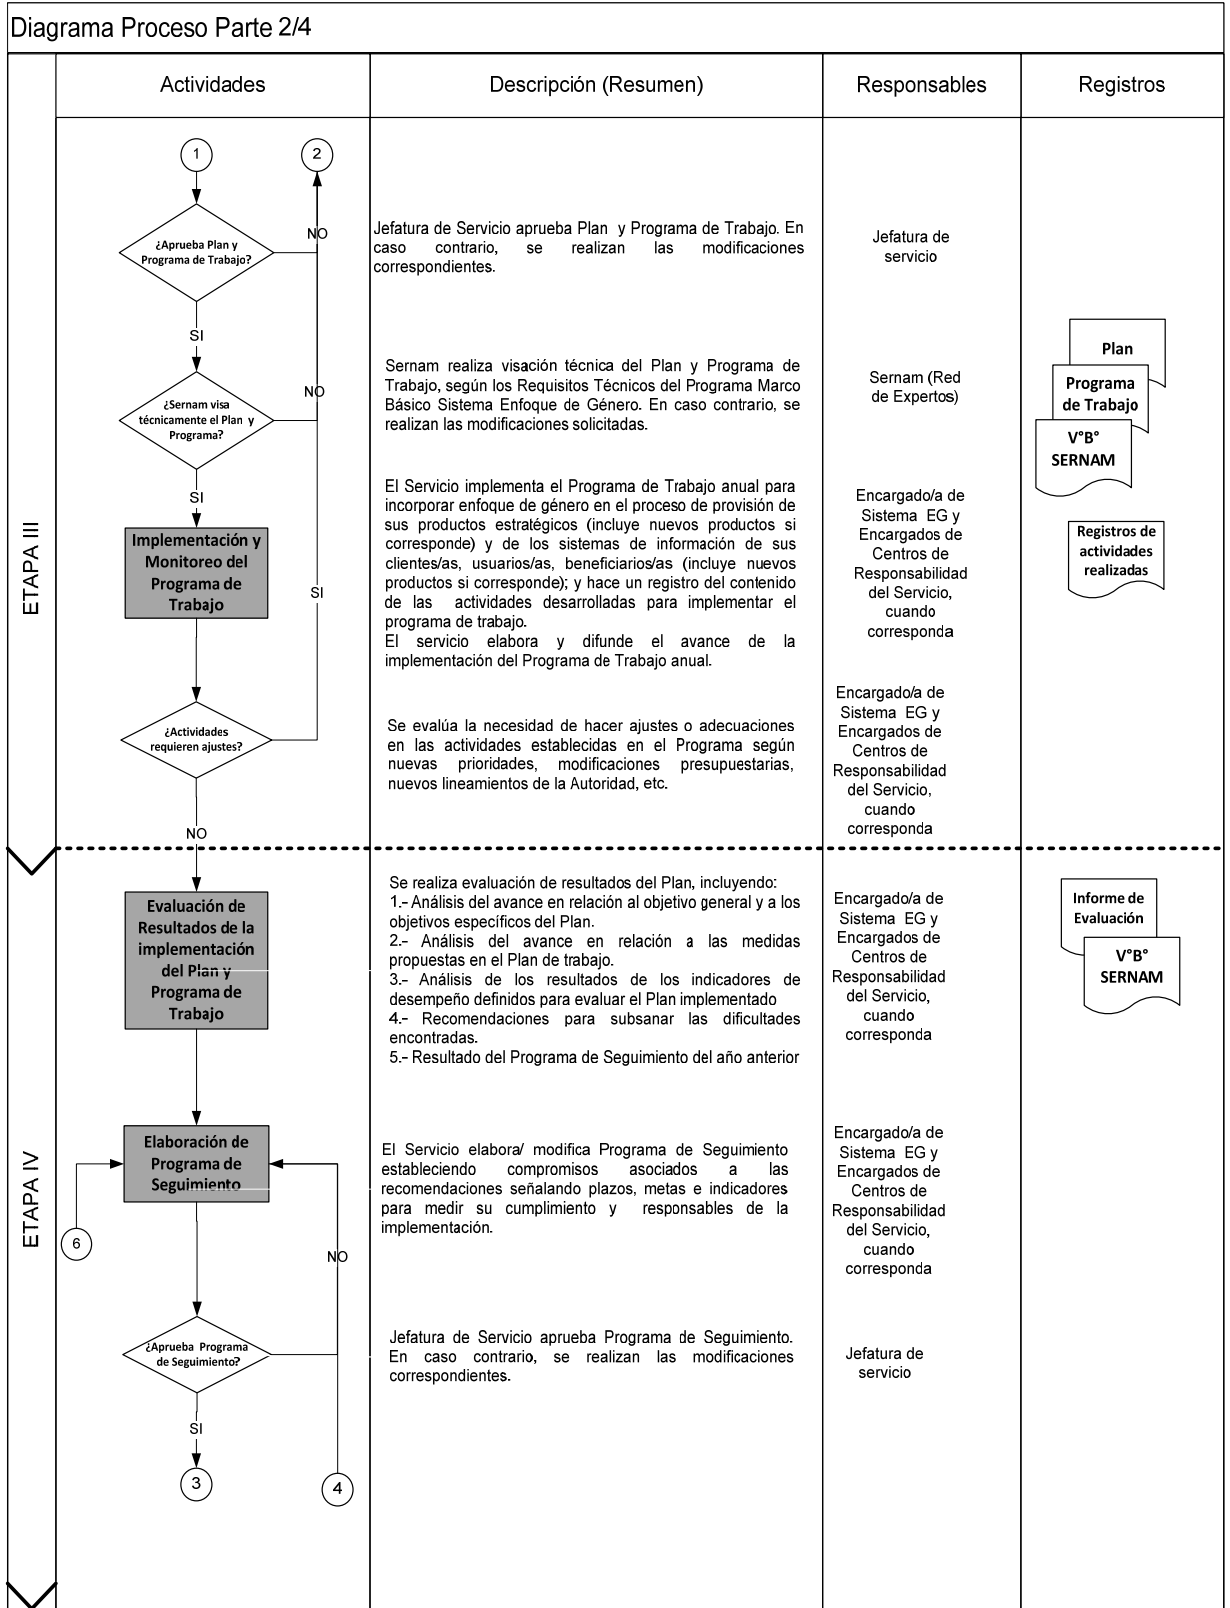 Diagrama Proceso Parte 2/4
Actividades
Descripción (Resumen)
Responsables
Registros
ETAPA III
1
2
¿Aprueba Plan y
Programa de Trabajo?
NO
SI
Jefatura de Servicio aprueba Plan y Programa de Trabajo. En
caso contrario, se realizan las modificaciones
correspondientes.
Jefatura de
servicio
¿Sernam visa
técnicamente el Plan y
Programa?
NO
SI
Sernam realiza visación técnica del Plan y Programa de
Trabajo, según los Requisitos Técnicos del Programa Marco
Básico Sistema Enfoque de Género. En caso contrario, se
realizan las modificaciones solicitadas.
Sernam (Red
de Expertos)
Plan
Programa
de Trabajo
V°B°
SERNAM
Implementación y
Monitoreo del
Programa de
Trabajo
SI
El Servicio implementa el Programa de Trabajo anual para
incorporar enfoque de género en el proceso de provisión de
sus productos estratégicos (incluye nuevos productos si
corresponde) y de los sistemas de información de sus
clientes/as, usuarios/as, beneficiarios/as (incluye nuevos
productos si corresponde); y hace un registro del contenido
de las actividades desarrolladas para implementar el
programa de trabajo.
El servicio elabora y difunde el avance de la
implementación del Programa de Trabajo anual.
Encargado/a de
Sistema EG y
Encargados de
Centros de
Responsabilidad
del Servicio,
cuando
corresponda
Registros de
actividades
realizadas
¿Actividades
requieren ajustes?
NO
Se evalúa la necesidad de hacer ajustes o adecuaciones
en las actividades establecidas en el Programa según
nuevas prioridades, modificaciones presupuestarias,
nuevos lineamientos de la Autoridad, etc.
Encargado/a de
Sistema EG y
Encargados de
Centros de
Responsabilidad
del Servicio,
cuando
corresponda
ETAPA IV
Evaluación de
Resultados de la
implementación
del Plan y
Programa de
Trabajo
Se realiza evaluación de resultados del Plan, incluyendo:
1.- Análisis del avance en relación al objetivo general y a los
objetivos específicos del Plan.
2.- Análisis del avance en relación a las medidas
propuestas en el Plan de trabajo.
3.- Análisis de los resultados de los indicadores de
desempeño definidos para evaluar el Plan implementado
4.- Recomendaciones para subsanar las dificultades
encontradas.
5.- Resultado del Programa de Seguimiento del año anterior
Encargado/a de
Sistema EG y
Encargados de
Centros de
Responsabilidad
del Servicio,
cuando
corresponda
Informe de
Evaluación
V°B°
SERNAM
Elaboración de
Programa de
Seguimiento
6
NO
El Servicio elabora/ modifica Programa de Seguimiento
estableciendo compromisos asociados a las
recomendaciones señalando plazos, metas e indicadores
para medir su cumplimiento y responsables de la
implementación.
Encargado/a de
Sistema EG y
Encargados de
Centros de
Responsabilidad
del Servicio,
cuando
corresponda
¿Aprueba Programa
de Seguimiento?
SI
3
4
Jefatura de Servicio aprueba Programa de Seguimiento.
En caso contrario, se realizan las modificaciones
correspondientes.
Jefatura de
servicio